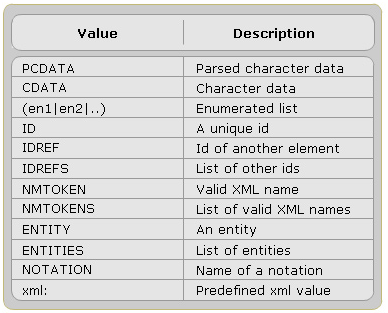 Value Description
PCDATA Parsed character data
CDATA Character data
(en1|en2|..) Enumerated list
ID A unique id
IDREF Id of another element
IDREFS List of other ids
NMTOKEN Valid XML name
NMTOKENS List of valid XML names
ENTITY An entity
ENTITIES List of entities
NOTATION Name of a notation
xml: Predefined xml value